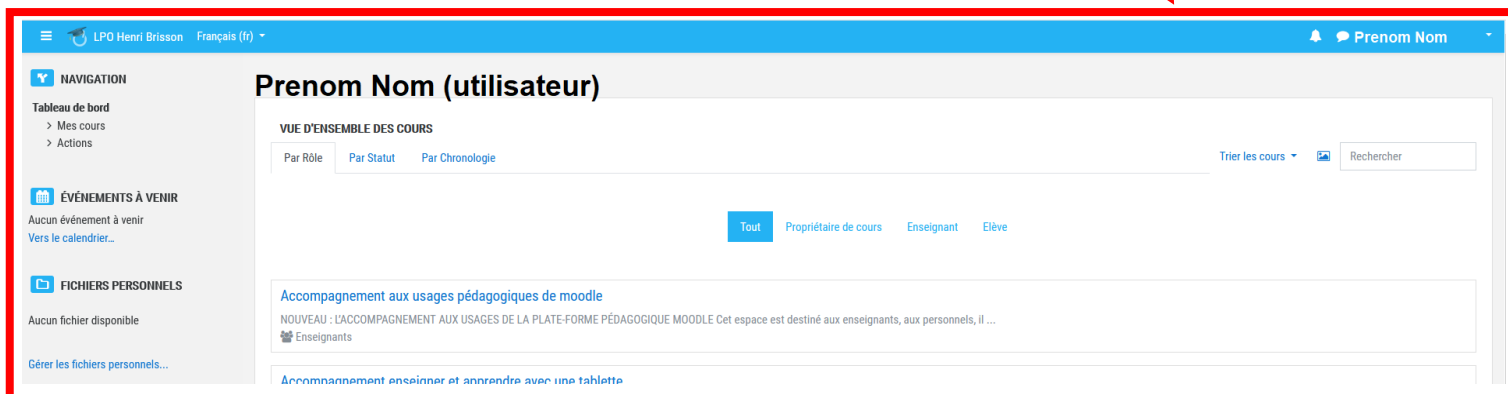 LPO Henri Brisson Français (fr)
Prenom Nom
NAVIGATION
Tableau de bord
Mes cours
Actions
ÉVÉNEMENTS À VENIR
Aucun événement à venir
Vers le calendrier...
FICHIERS PERSONNELS
Aucun fichier disponible
Gérer les fichiers personnels...
Prenom Nom (utilisateur)
VUE D'ENSEMBLE DES COURS
Par Rôle Par Statut Par Chronologie
Trier les cours Rechercher
Tout Propriétaire de cours Enseignant Elève
Accompagnement aux usages pédagogiques de moodle
NOUVEAU : L'ACCOMPAGNEMENT AUX USAGES DE LA PLATE-FORME PÉDAGOGIQUE MOODLE Cet espace est destiné aux enseignants, aux personnels, il ...
Enseignants
Accompagnement enseigner et apprendre avec une tablette